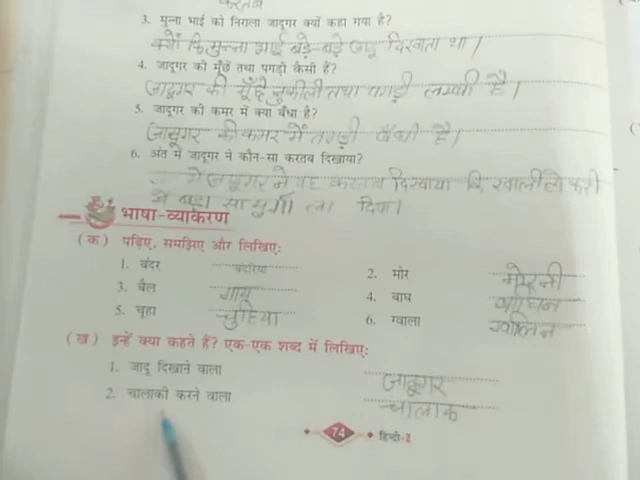 करतब
3. मुन्ना भाई को निराला जादूगर क्यों कहा गया है?
क्यों कि मुन्ना भाई बड़े-बड़े जादू दिखाता था।
4. जादूगर की मूँछें तथा पगड़ी कैसी हैं?
जादूगर की मूँछें नुकीली तथा पगड़ी लम्बी है।
5. जादूगर की कमर में क्या बँधा है?
जादूगर की कमर में तगड़ी बँधी है।
6. अंत में जादूगर ने कौन-सा करतब दिखाया?
जादूगर ने यह करतब दिखाया कि खाली टोकरी
में बड़ा सा मुर्गा ला दिया।
भाषा-व्याकरण
(क) पढ़िए, समझिए और लिखिए:
1. बंदर बंदरिया 2. मोर मोरनी
3. बैल गाय 4. बाघ बाघिन
5. चूहा चुहिया 6. ग्वाला ग्वालिन
(ख) इन्हें क्या कहते हैं? एक-एक शब्द में लिखिए:
1. जादू दिखाने वाला जादूगर
2. चालाकी करने वाला चालाक
74 हिन्दी-2